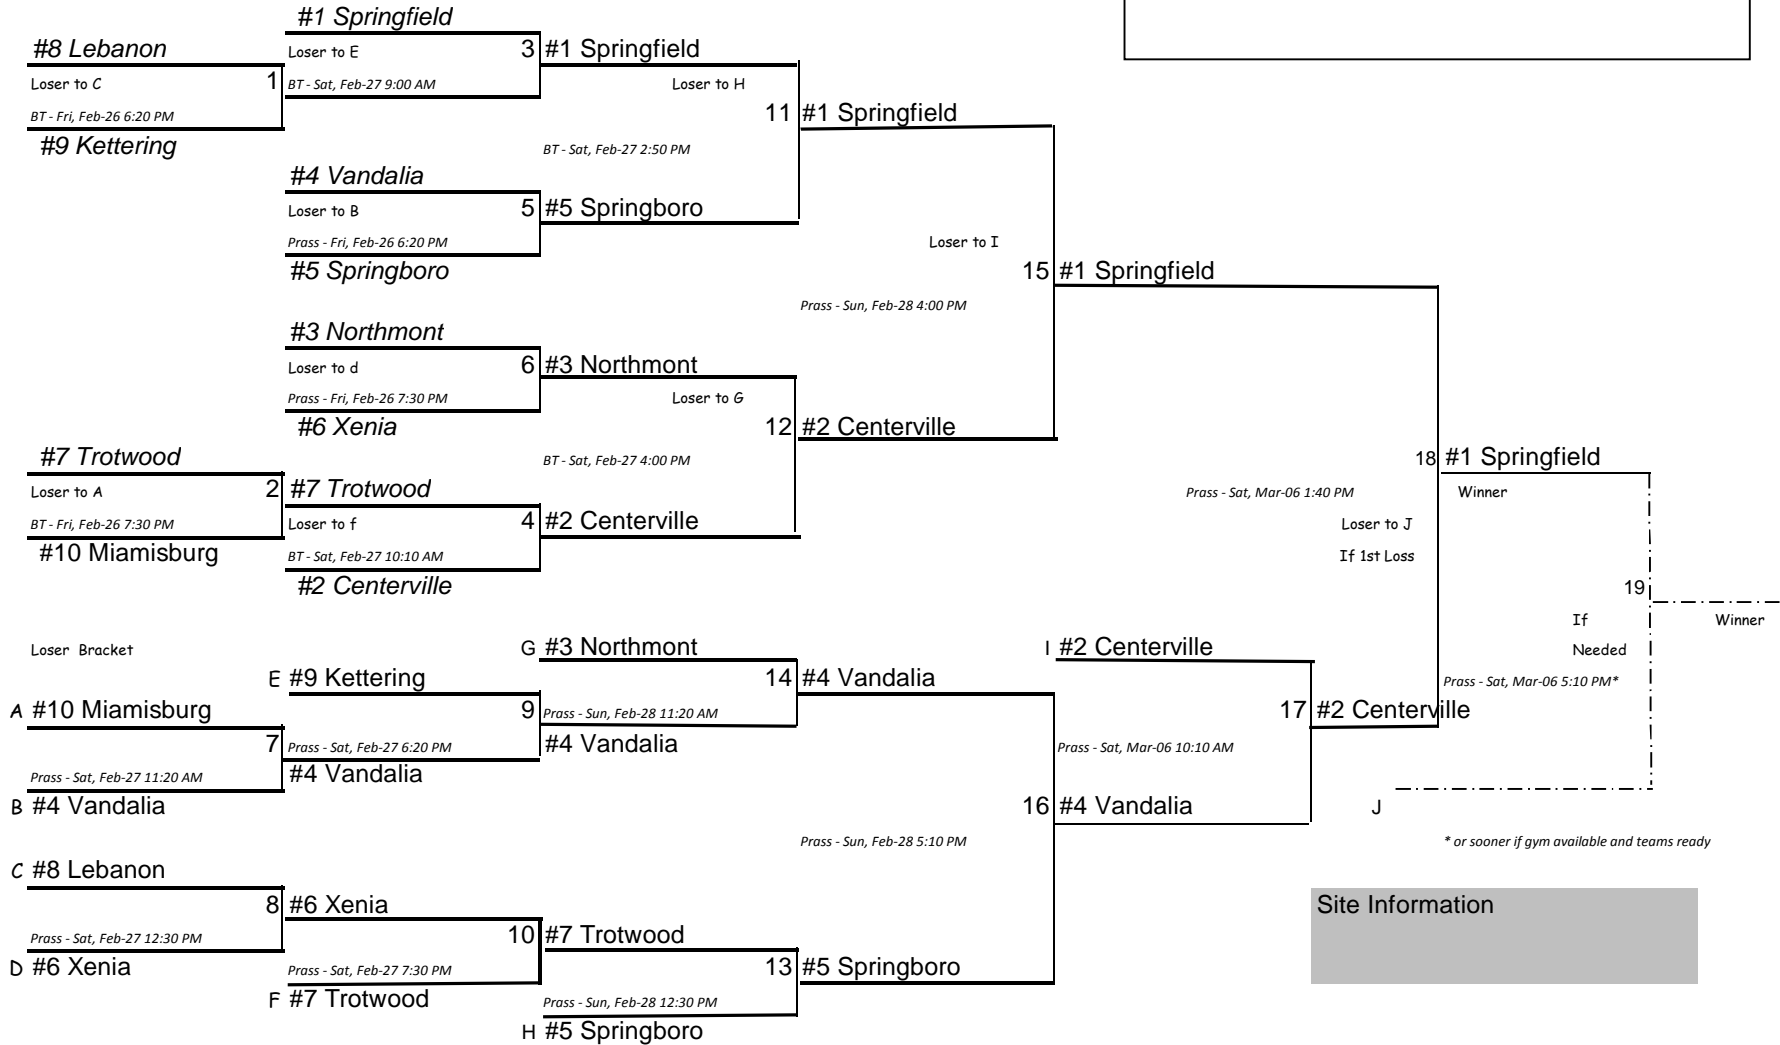 #1 Springfield
#8 Lebanon
Loser to E
3
#1 Springfield
Loser to C
1
BT - Sat, Feb-27 9:00 AM
Loser to H
BT - Fri, Feb-26 6:20 PM
11
#1 Springfield
#9 Kettering
BT - Sat, Feb-27 2:50 PM
#4 Vandalia
Loser to B
5
#5 Springboro
Prass - Fri, Feb-26 6:20 PM
Loser to I
#5 Springboro
15
#1 Springfield
Prass - Sun, Feb-28 4:00 PM
#3 Northmont
Loser to d
6
#3 Northmont
Prass - Fri, Feb-26 7:30 PM
Loser to G
#6 Xenia
12
#2 Centerville
#7 Trotwood
BT - Sat, Feb-27 4:00 PM
18
#1 Springfield
Loser to A
2
#7 Trotwood
Prass - Sat, Mar-06 1:40 PM
Winner
BT - Fri, Feb-26 7:30 PM
Loser to f
4
#2 Centerville
Loser to J
#10 Miamisburg
BT - Sat, Feb-27 10:10 AM
If 1st Loss
#2 Centerville
19
If
Winner
Loser Bracket
G #3 Northmont
I #2 Centerville
Needed
E #9 Kettering
14
#4 Vandalia
Prass - Sat, Mar-06 5:10 PM*
A #10 Miamisburg
9
Prass - Sun, Feb-28 11:20 AM
17
#2 Centerville
7
Prass - Sat, Feb-27 6:20 PM
#4 Vandalia
Prass - Sat, Mar-06 10:10 AM
Prass - Sat, Feb-27 11:20 AM
#4 Vandalia
B #4 Vandalia
16
#4 Vandalia
J
Prass - Sun, Feb-28 5:10 PM
* or sooner if gym available and teams ready
C #8 Lebanon
8
#6 Xenia
Site Information
Prass - Sat, Feb-27 12:30 PM
10
#7 Trotwood
D #6 Xenia
Prass - Sat, Feb-27 7:30 PM
13
#5 Springboro
F #7 Trotwood
Prass - Sun, Feb-28 12:30 PM
H #5 Springboro